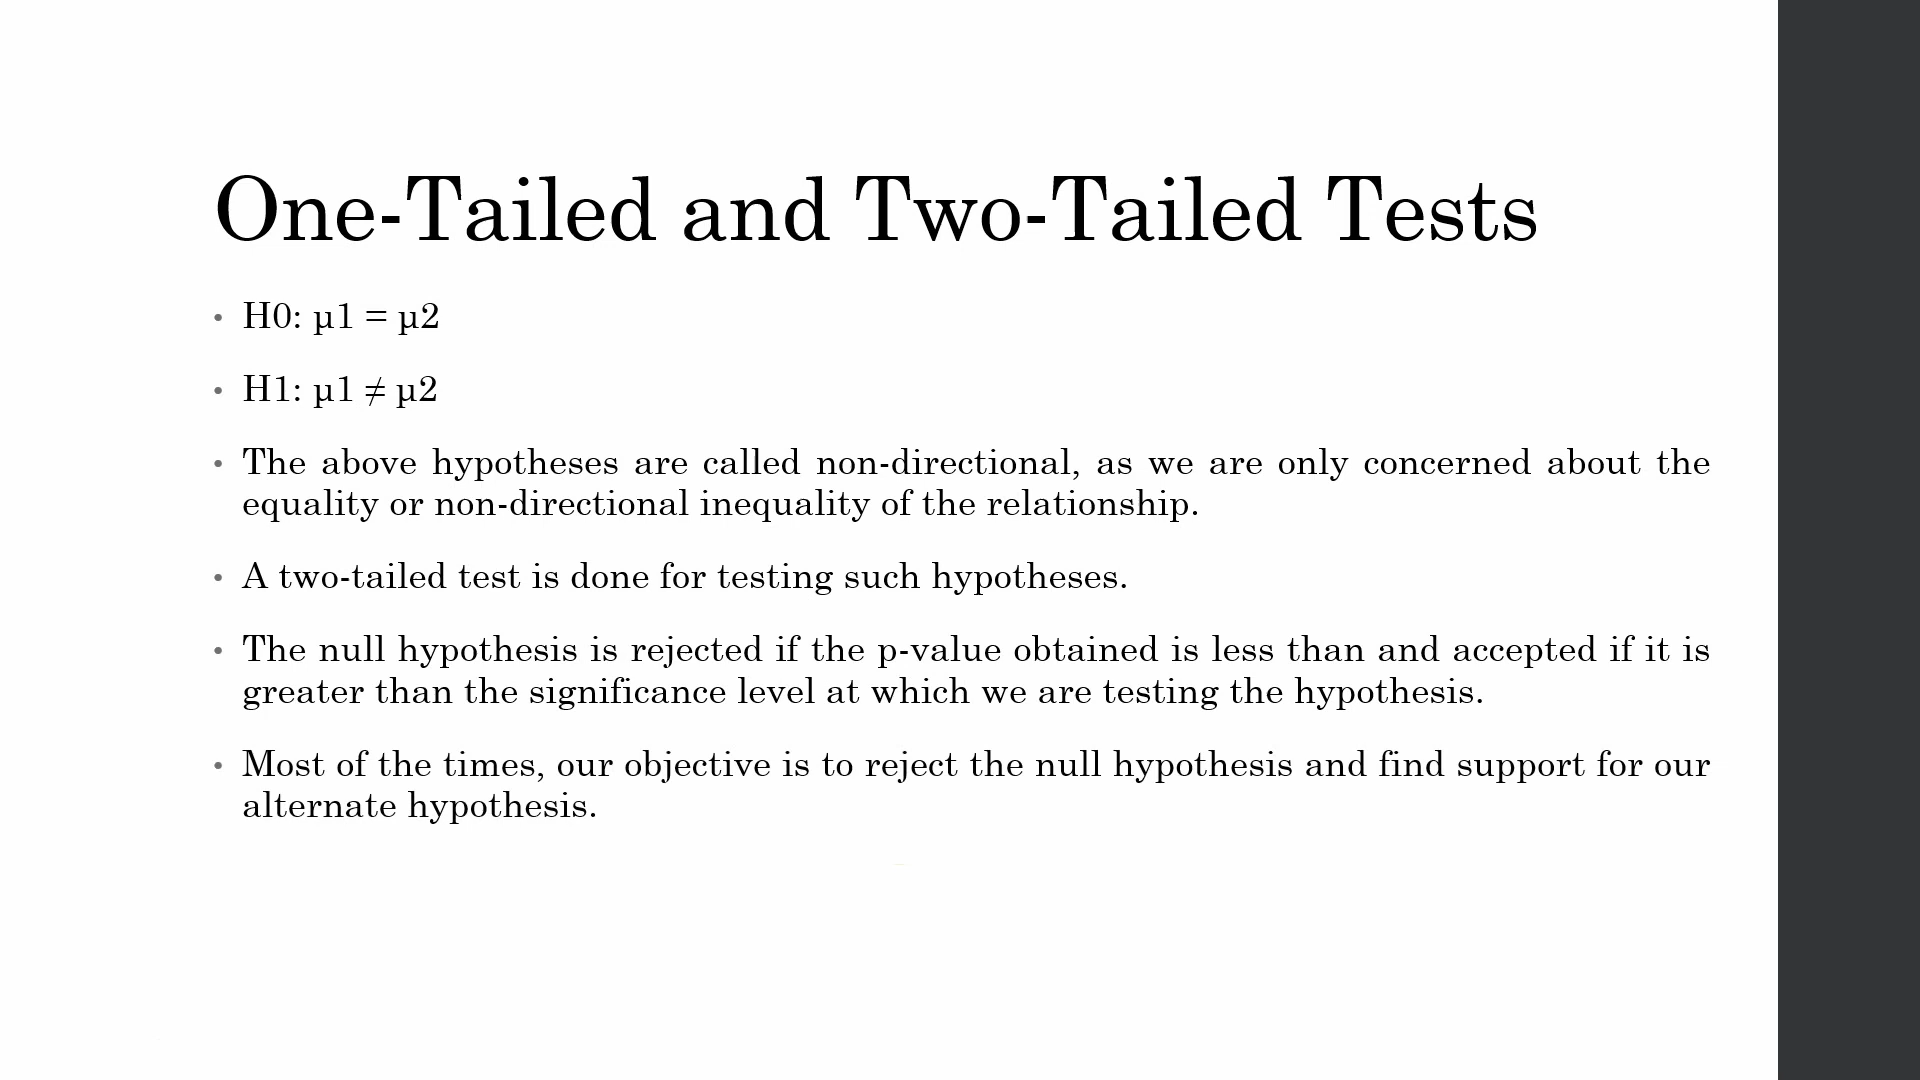 One-Tailed and Two-Tailed Tests
• H0: µ1 = µ2
• H1: µ1 ≠ µ2
• The above hypotheses are called non-directional, as we are only concerned about the
equality or non-directional inequality of the relationship.
• A two-tailed test is done for testing such hypotheses.
• The null hypothesis is rejected if the p-value obtained is less than and accepted if it is
greater than the significance level at which we are testing the hypothesis.
• Most of the times, our objective is to reject the null hypothesis and find support for our
alternate hypothesis.